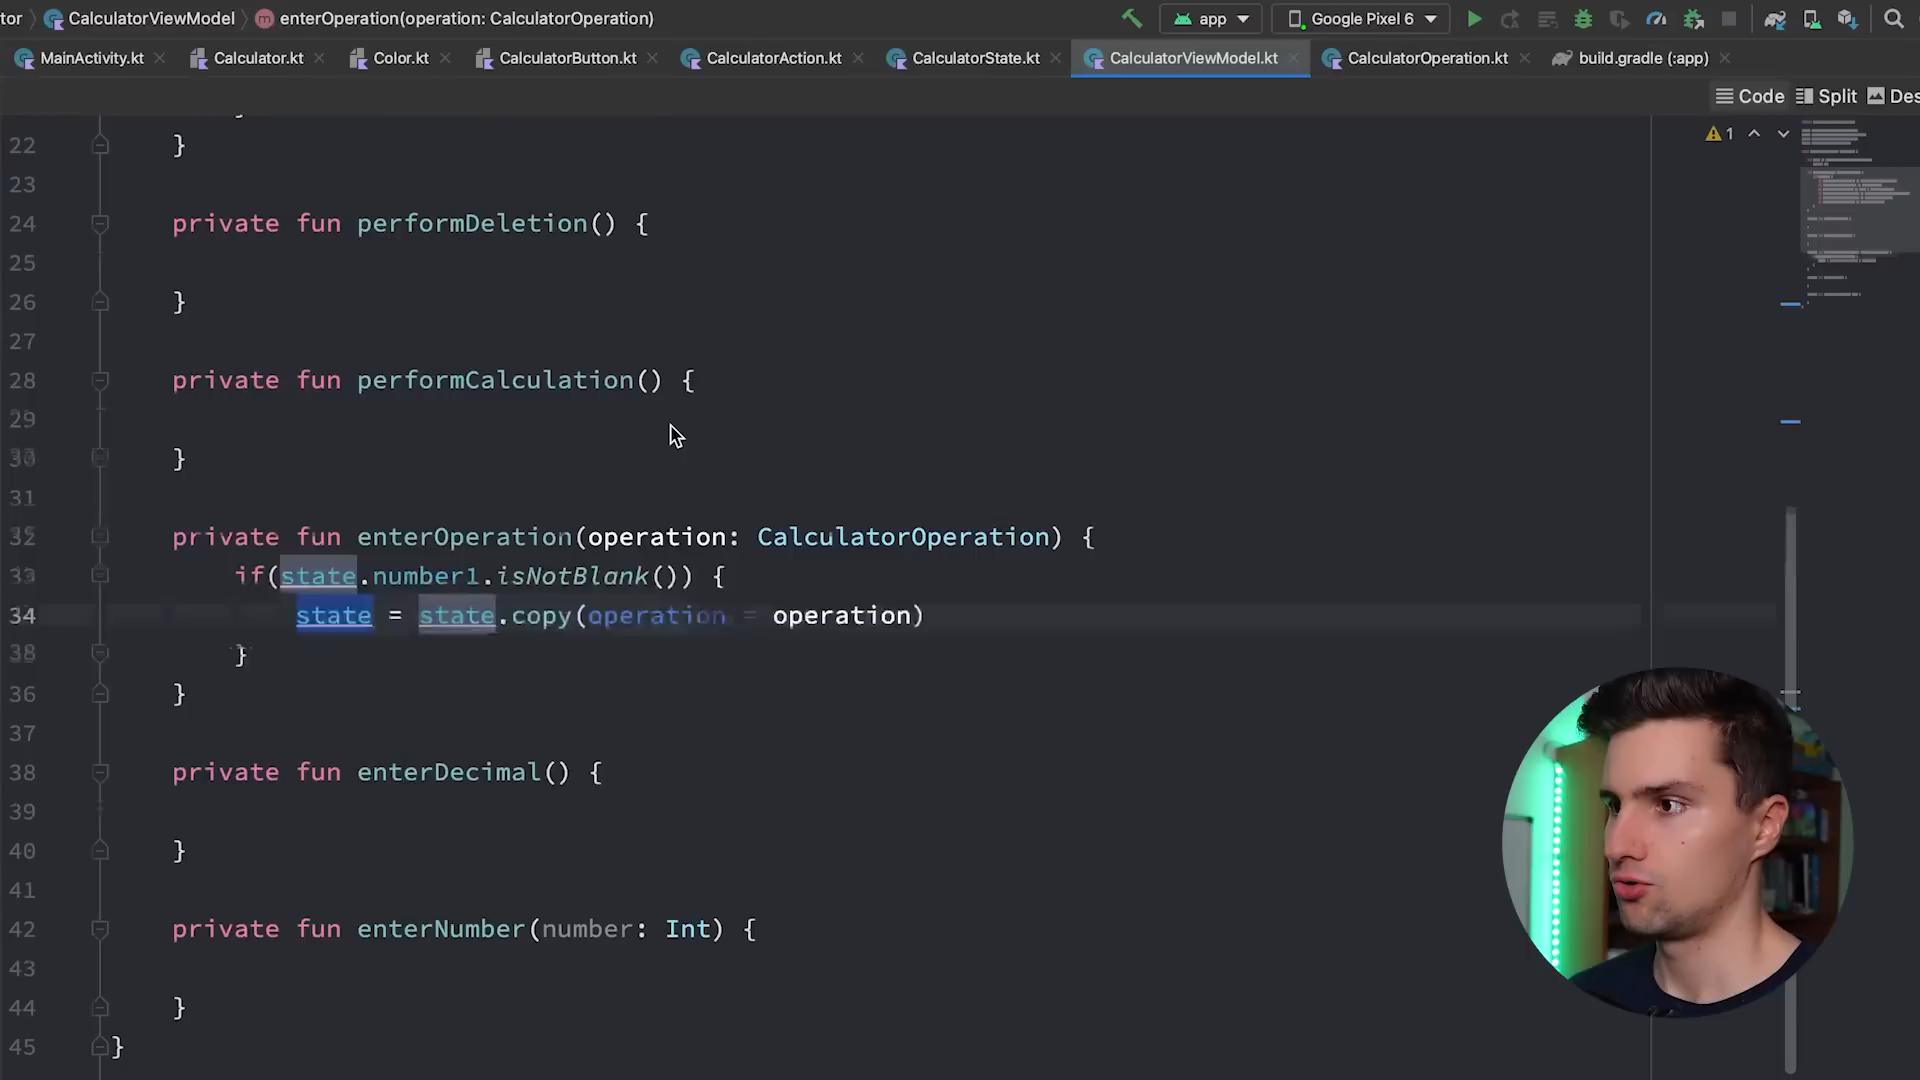 tor CalculatorViewModel m enterOperation(operation: CalculatorOperation) app Google Pixel 6
MainActivity.kt Calculator.kt Color.kt CalculatorButton.kt CalculatorAction.kt CalculatorState.kt CalculatorViewModel.kt CalculatorOperation.kt build.gradle (:app)
Code Split Des
1
22 }
23
24 private fun performDeletion() {
25
26 }
27
28 private fun performCalculation() {
29
}
31
32 private fun enterOperation(operation: CalculatorOperation) {
33 if(state.number1.isNotBlank()) {
34 state = state.copy(operation = operation)
}
36 }
37
38 private fun enterDecimal() {
39
40 }
41
42 private fun enterNumber(number: Int) {
43
44 }
45 }